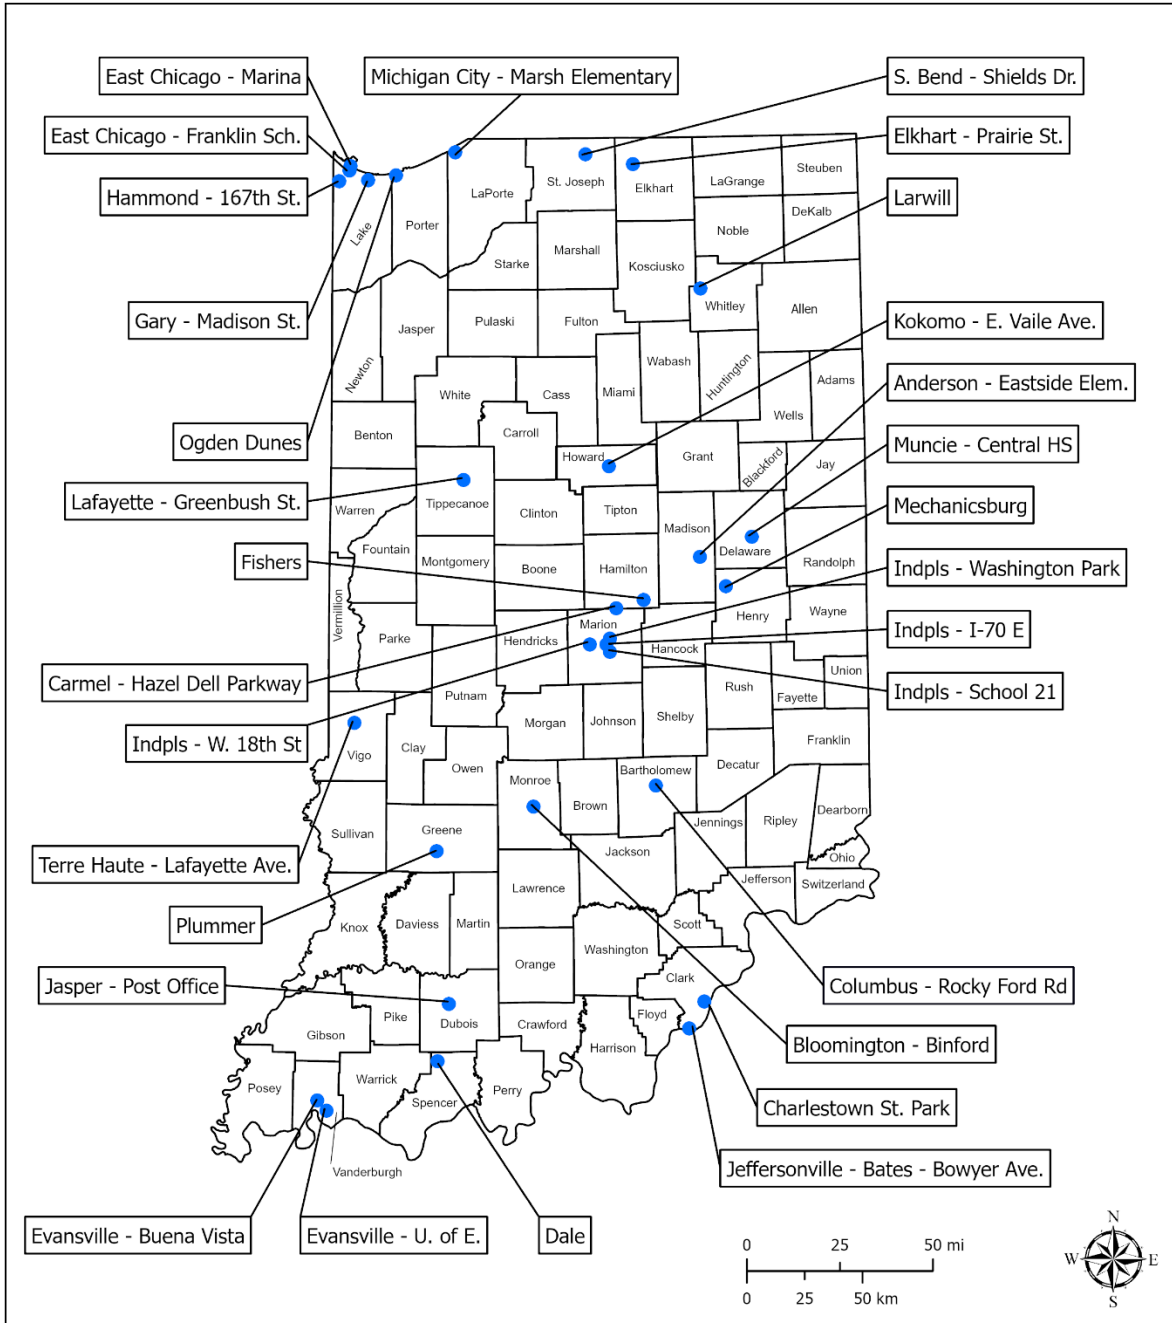 East Chicago - Marina
Michigan City - Marsh Elementary
S. Bend - Shields Dr.
East Chicago - Franklin Sch.
Elkhart - Prairie St.
Hammond - 167th St.
Larwill
Gary - Madison St.
Kokomo - E. Vaile Ave.
Anderson - Eastside Elem.
Ogden Dunes
Muncie - Central HS
Lafayette - Greenbush St.
Mechanicsburg
Fishers
Indpls - Washington Park
Indpls - I-70 E
Carmel - Hazel Dell Parkway
Indpls - School 21
Indpls - W. 18th St
Terre Haute - Lafayette Ave.
Plummer
Jasper - Post Office
Columbus - Rocky Ford Rd
Bloomington - Binford
Charlestown St. Park
Jeffersonville - Bates - Bowyer Ave.
Evansville - Buena Vista
Evansville - U. of E.
Dale
Lake
Porter
LaPorte
St. Joseph
Elkhart
LaGrange
Steuben
DeKalb
Noble
Starke
Marshall
Kosciusko
Whitley
Allen
Newton
Jasper
Pulaski
Fulton
Wabash
Huntington
Miami
Cass
White
Adams
Wells
Benton
Carroll
Howard
Grant
Blackford
Jay
Warren
Tippecanoe
Clinton
Tipton
Madison
Delaware
Randolph
Fountain
Montgomery
Boone
Hamilton
Henry
Wayne
Vermillion
Parke
Hendricks
Marion
Hancock
Putnam
Rush
Fayette
Union
Vigo
Clay
Owen
Morgan
Johnson
Shelby
Franklin
Decatur
Monroe
Brown
Bartholomew
Sullivan
Greene
Jennings
Ripley
Dearborn
Ohio
Jackson
Jefferson
Switzerland
Lawrence
Knox
Daviess
Martin
Scott
Washington
Orange
Clark
Gibson
Pike
Dubois
Crawford
Floyd
Harrison
Posey
Warrick
Spencer
Perry
Vanderburgh
0 25 50 mi
0 25 50 km
N
W E
S